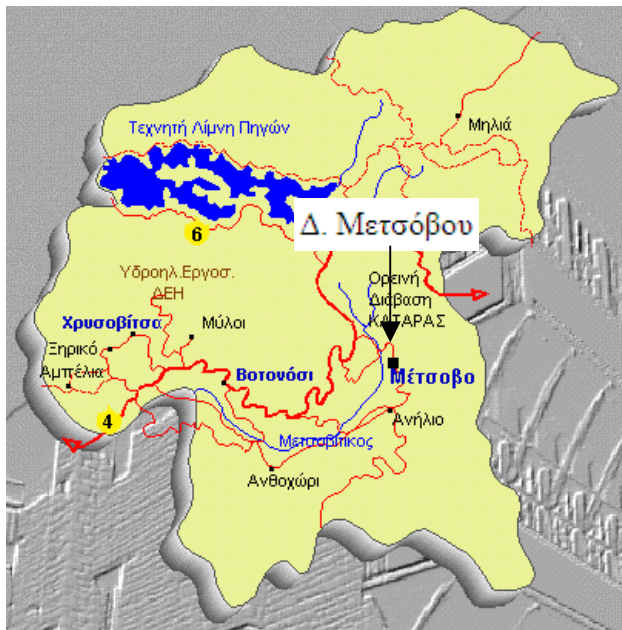 Τεχνητή Λίμνη Πηγών
Μηλιά
6
Δ. Μετσόβου
Υδροηλ.Εργοσ.
ΔΕΗ
Ορεινή
Διάβαση
ΚΑΤΑΡΑΣ
Χρυσοβίτσα
Μύλοι
Ξηρικό
Αμπέλια
Βοτονόσι
Μέτσοβο
4
Ανήλιο
Μετσοβίτικος
Ανθοχώρι